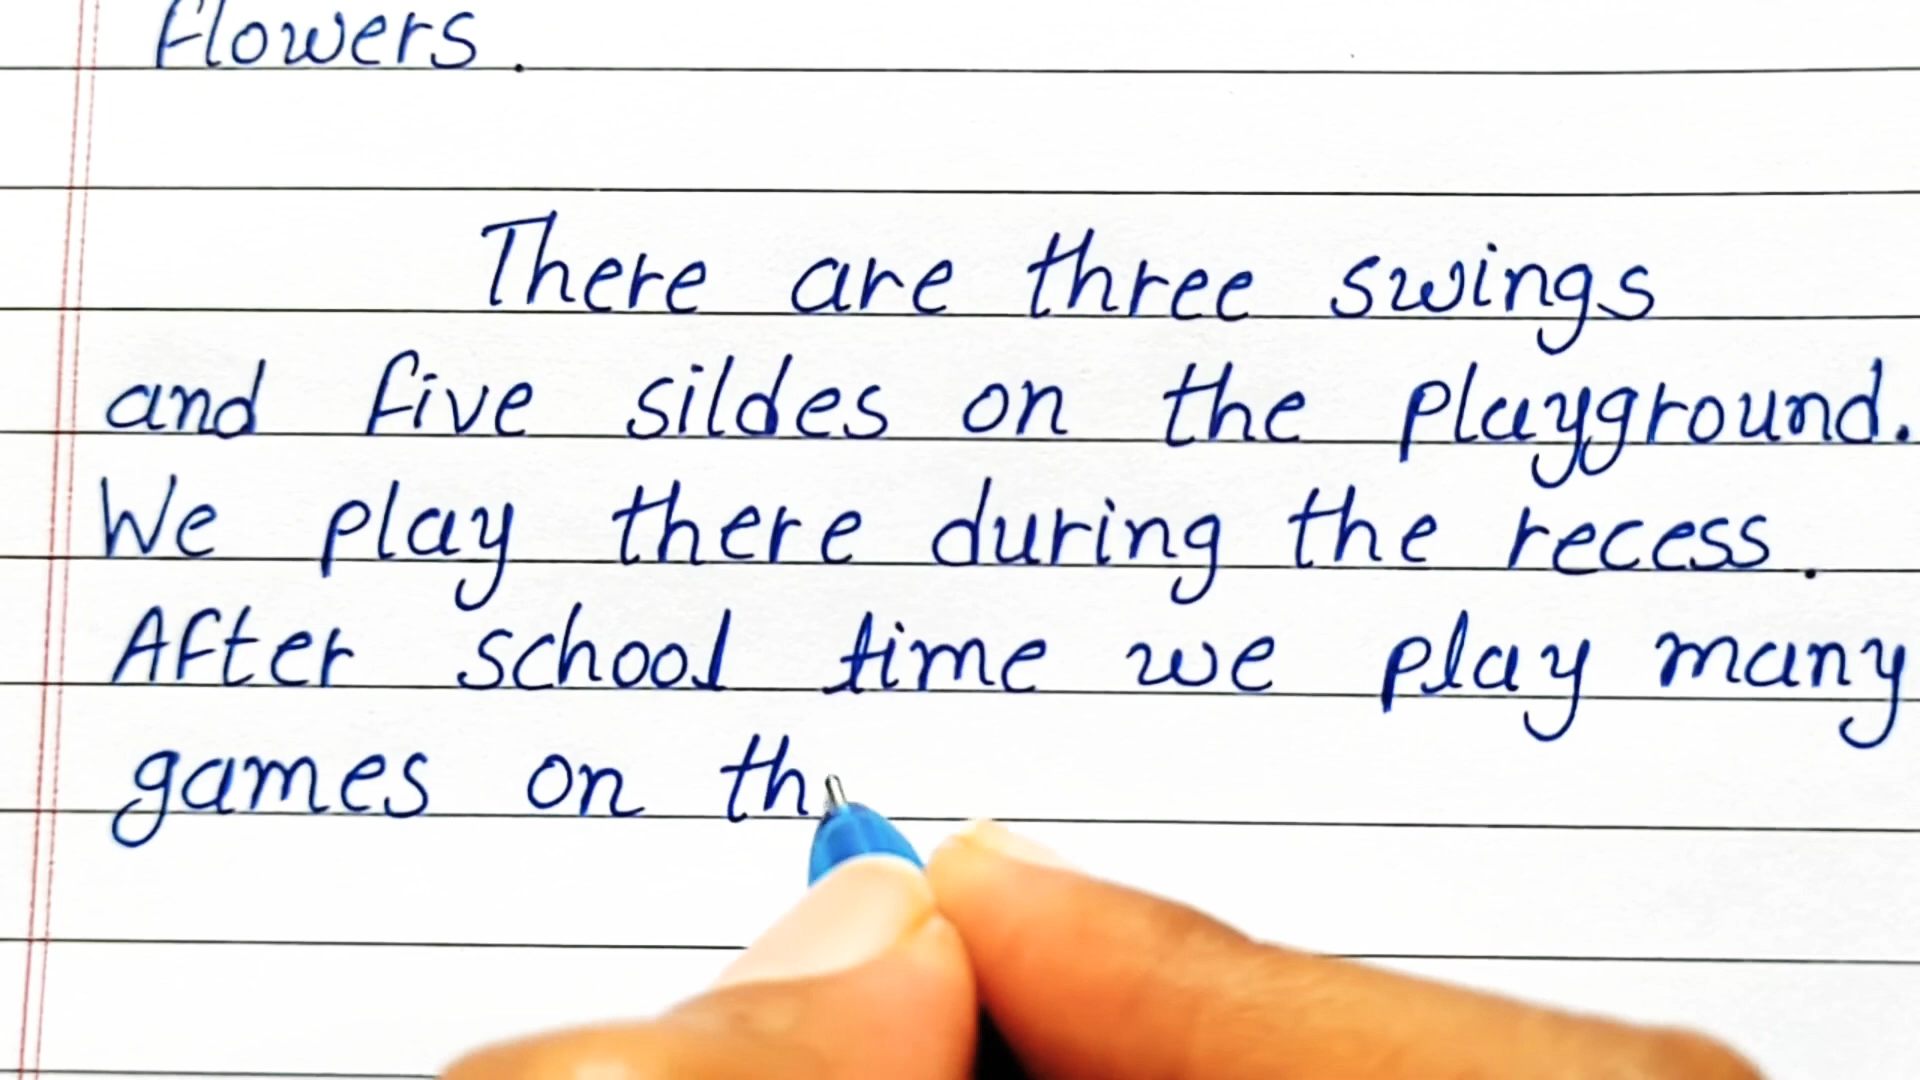 flowers.
There are three swings
and five sildes on the playground.
We play there during the recess.
After school time we play many
games on th